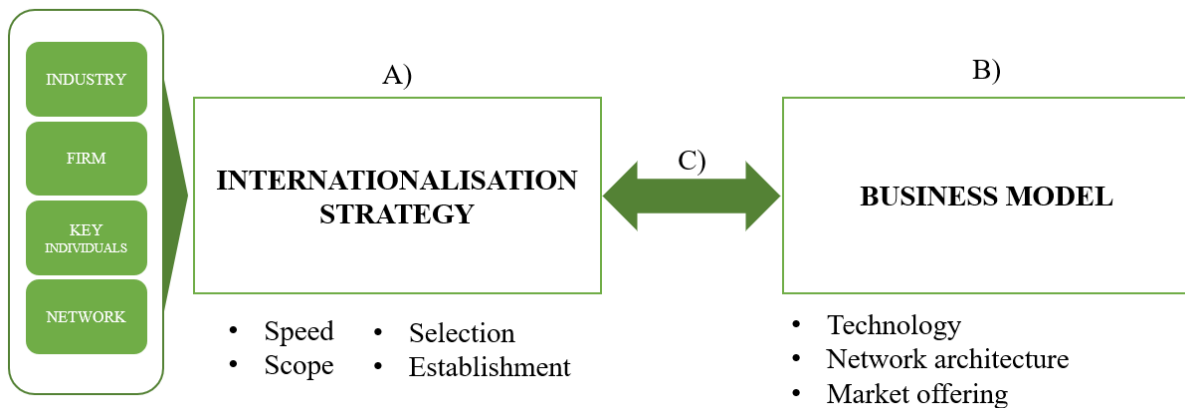 INDUSTRY
FIRM
KEY
INDIVIDUALS
NETWORK
A)
INTERNATIONALISATION
STRATEGY
• Speed
• Scope
• Selection
• Establishment
C)
B)
BUSINESS MODEL
• Technology
• Network architecture
• Market offering